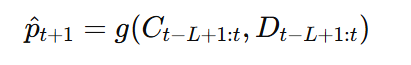 p̂_{t+1} = g(C_{t−L+1:t}, D_{t−L+1:t})